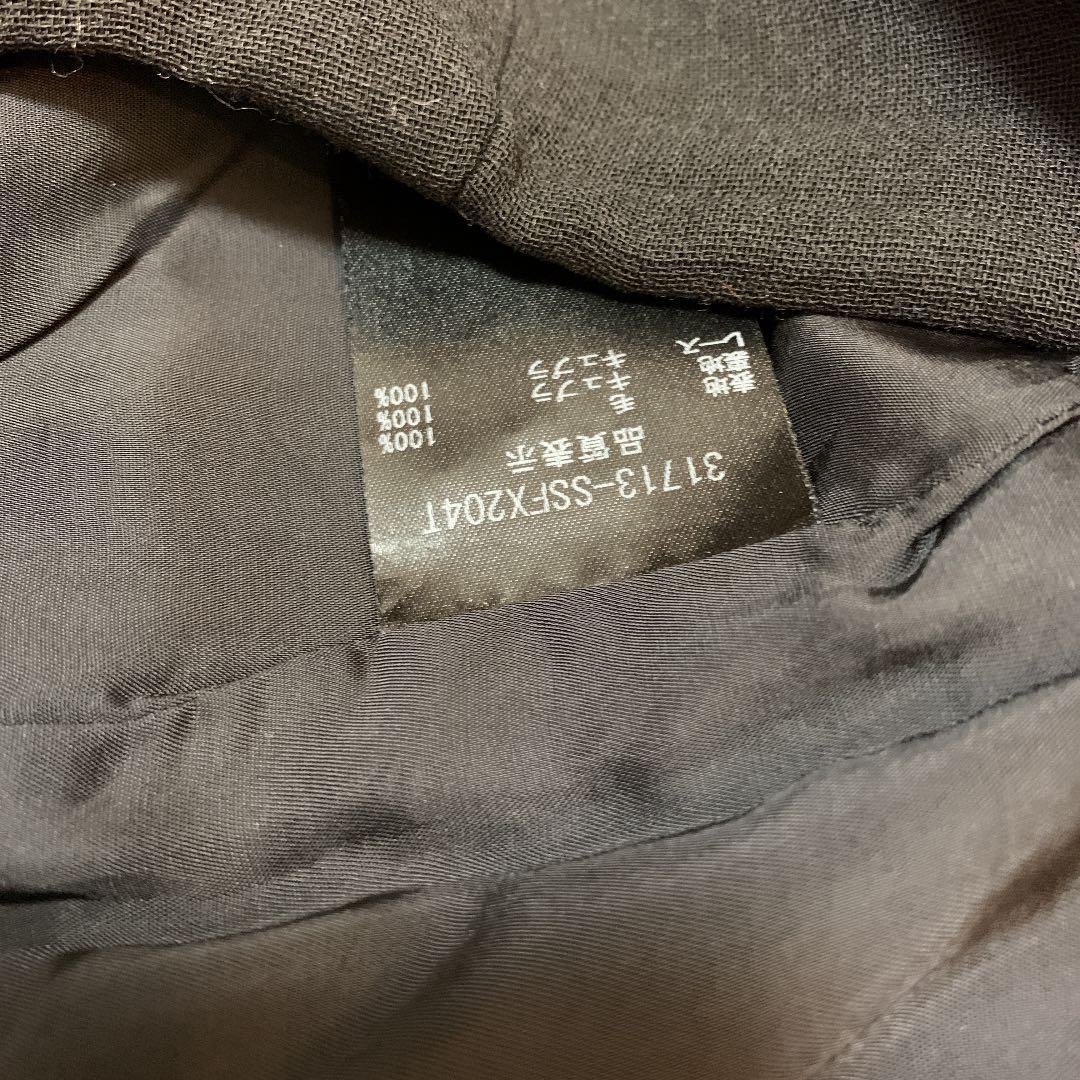 31713-SSFX204T
品質表示
表地 毛 100%
裏地 キュプラ 100%
レース キュプラ 100%